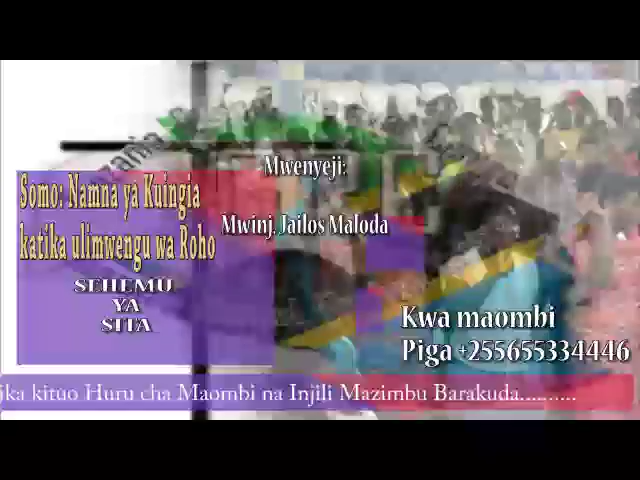 Somo: Namna ya Kuingia
katika ulimwengu wa Roho
SEHEMU
YA
SITA
Mwenyeji:
Mwinj. Jailos Maloda
Kwa maombi
Piga +255655334446
kituo Huru cha Maombi na Injili Mazimbu Barakuda..........